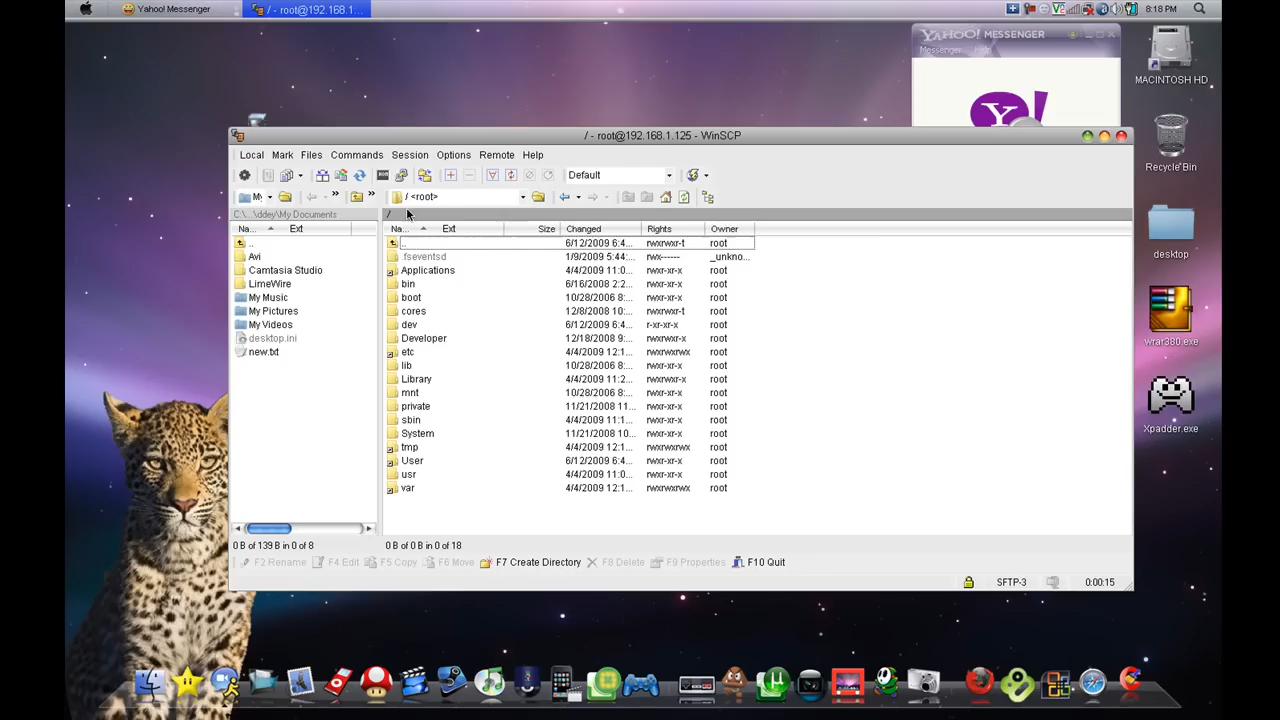 Yahoo! Messenger
/ - root@192.168.1...
8:18 PM
YAHOO! MESSENGER
Messenger Help
Y!
MACINTOSH HD
Recycle Bin
desktop
wrar380.exe
Xpadder.exe
/ - root@192.168.1.125 - WinSCP
Local Mark Files Commands Session Options Remote Help
Default
My
/ <root>
C:\...\ddey\My Documents
/
Na... Ext
Na... Ext Size Changed Rights Owner
..
Avi
Camtasia Studio
LimeWire
My Music
My Pictures
My Videos
desktop.ini
new.txt
.. 6/12/2009 6:4... rwxrwxr-t root
.fseventsd 1/9/2009 5:44:... rwx------ _unkno...
Applications 4/4/2009 11:0... rwxr-xr-x root
bin 6/16/2008 2:2... rwxr-xr-x root
boot 10/28/2006 8:... rwxr-xr-x root
cores 12/8/2008 10:... rwxrwxr-t root
dev 6/12/2009 6:4... r-xr-xr-x root
Developer 12/18/2008 9:... rwxrwxr-x root
etc 4/4/2009 12:1... rwxrwxrwx root
lib 10/28/2006 8:... rwxr-xr-x root
Library 4/4/2009 11:2... rwxrwxr-x root
mnt 10/28/2006 8:... rwxr-xr-x root
private 11/21/2008 11... rwxr-xr-x root
sbin 4/4/2009 11:1... rwxr-xr-x root
System 11/21/2008 10... rwxr-xr-x root
tmp 4/4/2009 12:1... rwxrwxrwx root
User 6/12/2009 6:4... rwxr-xr-x root
usr 4/4/2009 11:0... rwxr-xr-x root
var 4/4/2009 12:1... rwxrwxrwx root
0 B of 139 B in 0 of 8
0 B of 0 B in 0 of 18
F2 Rename F4 Edit F5 Copy F6 Move F7 Create Directory F8 Delete F9 Properties F10 Quit
SFTP-3 0:00:15